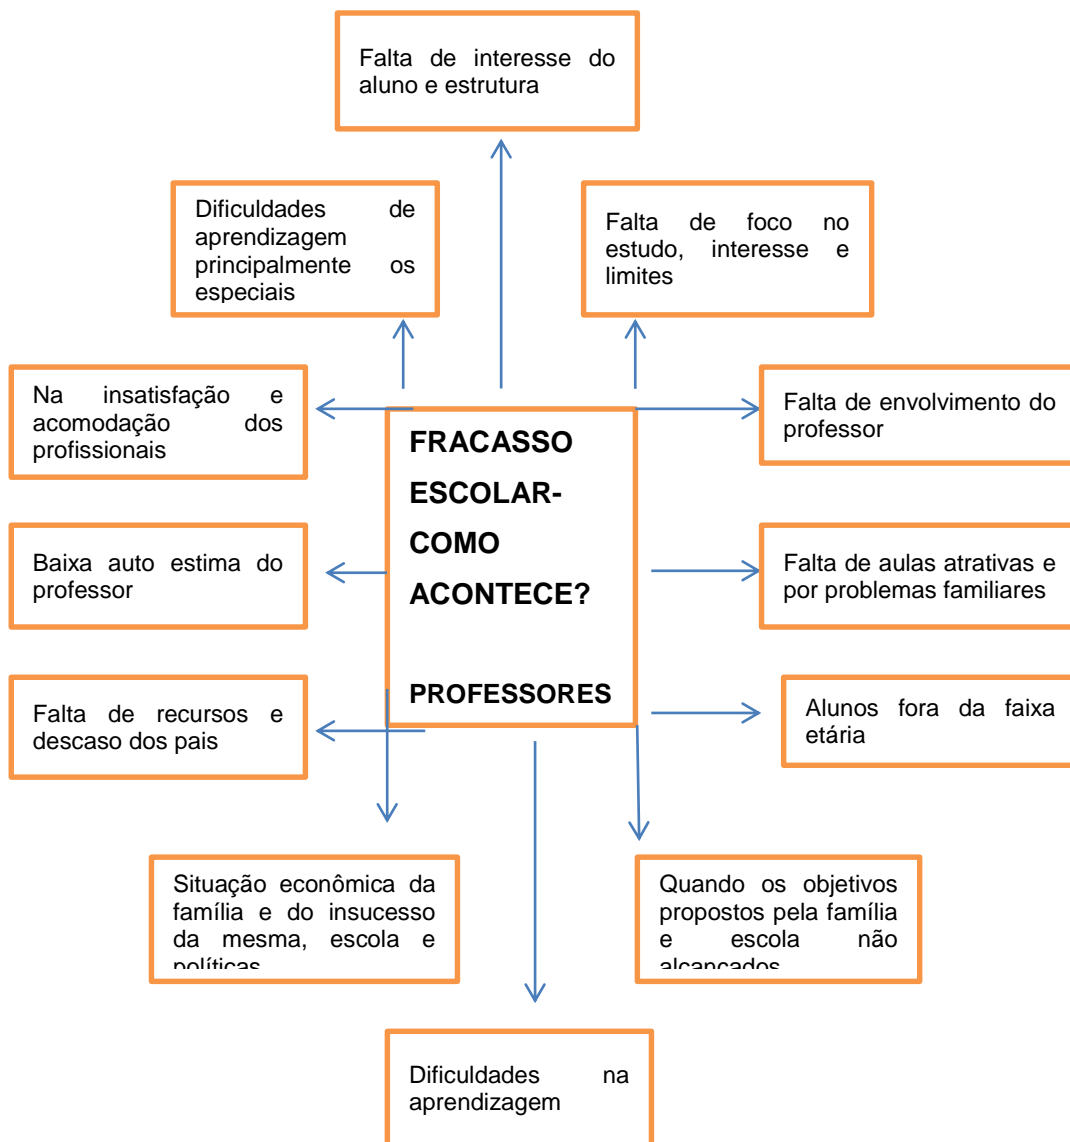 Falta de interesse do
aluno e estrutura
Dificuldades de
aprendizagem
principalmente os
especiais
Falta de foco no
estudo, interesse e
limites
Na insatisfação e
acomodação dos
profissionais
Falta de envolvimento do
professor
FRACASSO
ESCOLAR-
COMO
ACONTECE?
PROFESSORES
Baixa auto estima do
professor
Falta de aulas atrativas e
por problemas familiares
Falta de recursos e
descaso dos pais
Alunos fora da faixa
etária
Situação econômica da
família e do insucesso
da mesma, escola e
políticas
Quando os objetivos
propostos pela família
e escola não
alcançados
Dificuldades na
aprendizagem